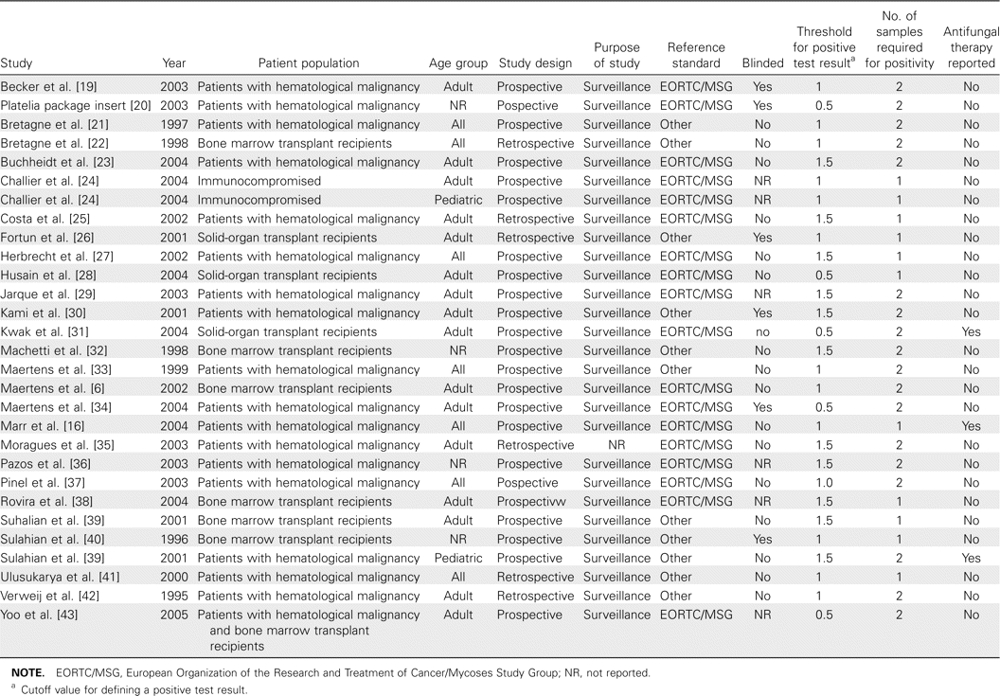 No. of
Threshold samples Antifungal
Purpose Reference for positive required therapy
Study Year Patient population Age group Study design of study standard Blinded test result^a for positivity reported
Becker et al. [19] 2003 Patients with hematological malignancy Adult Prospective Surveillance EORTC/MSG Yes 1 2 No
Platelia package insert [20] 2003 Patients with hematological malignancy NR Pospective Surveillance EORTC/MSG Yes 0.5 2 No
Bretagne et al. [21] 1997 Patients with hematological malignancy All Prospective Surveillance Other No 1 2 No
Bretagne et al. [22] 1998 Bone marrow transplant recipients All Retrospective Surveillance Other No 1 2 No
Buchheidt et al. [23] 2004 Patients with hematological malignancy Adult Prospective Surveillance EORTC/MSG No 1.5 2 No
Challier et al. [24] 2004 Immunocompromised Adult Prospective Surveillance EORTC/MSG NR 1 1 No
Challier et al. [24] 2004 Immunocompromised Pediatric Prospective Surveillance EORTC/MSG NR 1 1 No
Costa et al. [25] 2002 Patients with hematological malignancy Adult Retrospective Surveillance EORTC/MSG No 1.5 1 No
Fortun et al. [26] 2001 Solid-organ transplant recipients Adult Retrospective Surveillance Other Yes 1 1 No
Herbrecht et al. [27] 2002 Patients with hematological malignancy All Prospective Surveillance EORTC/MSG No 1.5 1 No
Husain et al. [28] 2004 Solid-organ transplant recipients Adult Prospective Surveillance EORTC/MSG No 0.5 1 No
Jarque et al. [29] 2003 Patients with hematological malignancy Adult Prospective Surveillance EORTC/MSG NR 1.5 2 No
Kami et al. [30] 2001 Patients with hematological malignancy Adult Prospective Surveillance Other Yes 1.5 2 No
Kwak et al. [31] 2004 Solid-organ transplant recipients Adult Prospective Surveillance EORTC/MSG no 0.5 2 Yes
Machetti et al. [32] 1998 Bone marrow transplant recipients NR Prospective Surveillance Other No 1.5 2 No
Maertens et al. [33] 1999 Patients with hematological malignancy All Prospective Surveillance Other No 1 2 No
Maertens et al. [6] 2002 Bone marrow transplant recipients Adult Prospective Surveillance EORTC/MSG No 1 2 No
Maertens et al. [34] 2004 Patients with hematological malignancy Adult Prospective Surveillance EORTC/MSG Yes 0.5 2 No
Marr et al. [16] 2004 Patients with hematological malignancy All Prospective Surveillance EORTC/MSG No 1 1 Yes
Moragues et al. [35] 2003 Patients with hematological malignancy Adult Retrospective NR EORTC/MSG No 1.5 2 No
Pazos et al. [36] 2003 Patients with hematological malignancy NR Prospective Surveillance EORTC/MSG NR 1.5 2 No
Pinel et al. [37] 2003 Patients with hematological malignancy All Pospective Surveillance EORTC/MSG No 1.0 2 No
Rovira et al. [38] 2004 Bone marrow transplant recipients Adult Prospectivw Surveillance EORTC/MSG NR 1.5 1 No
Suhalian et al. [39] 2001 Bone marrow transplant recipients Adult Prospective Surveillance Other No 1.5 1 No
Sulahian et al. [40] 1996 Bone marrow transplant recipients NR Prospective Surveillance Other Yes 1 1 No
Sulahian et al. [39] 2001 Patients with hematological malignancy Pediatric Prospective Surveillance Other No 1.5 2 Yes
Ulusukarya et al. [41] 2000 Patients with hematological malignancy All Retrospective Surveillance Other No 1 1 No
Verweij et al. [42] 1995 Patients with hematological malignancy Adult Retrospective Surveillance Other No 1 2 No
Yoo et al. [43] 2005 Patients with hematological malignancy Adult Prospective Surveillance EORTC/MSG NR 0.5 2 No
and bone marrow transplant
recipients
NOTE. EORTC/MSG, European Organization of the Research and Treatment of Cancer/Mycoses Study Group; NR, not reported.
^a Cutoff value for defining a positive test result.